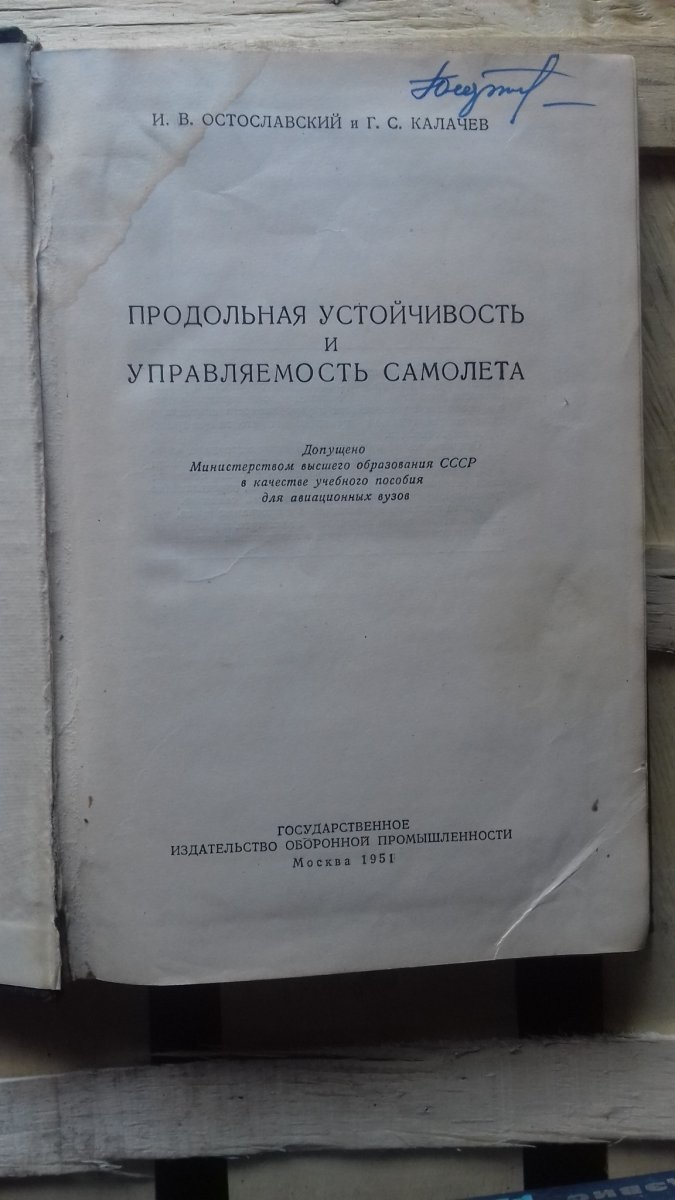 И. В. ОСТОСЛАВСКИЙ и Г. С. КАЛАЧЕВ
ПРОДОЛЬНАЯ УСТОЙЧИВОСТЬ
И
УПРАВЛЯЕМОСТЬ САМОЛЕТА
Допущено
Министерством высшего образования СССР
в качестве учебного пособия
для авиационных вузов
ГОСУДАРСТВЕННОЕ
ИЗДАТЕЛЬСТВО ОБОРОННОЙ ПРОМЫШЛЕННОСТИ
Москва 1951